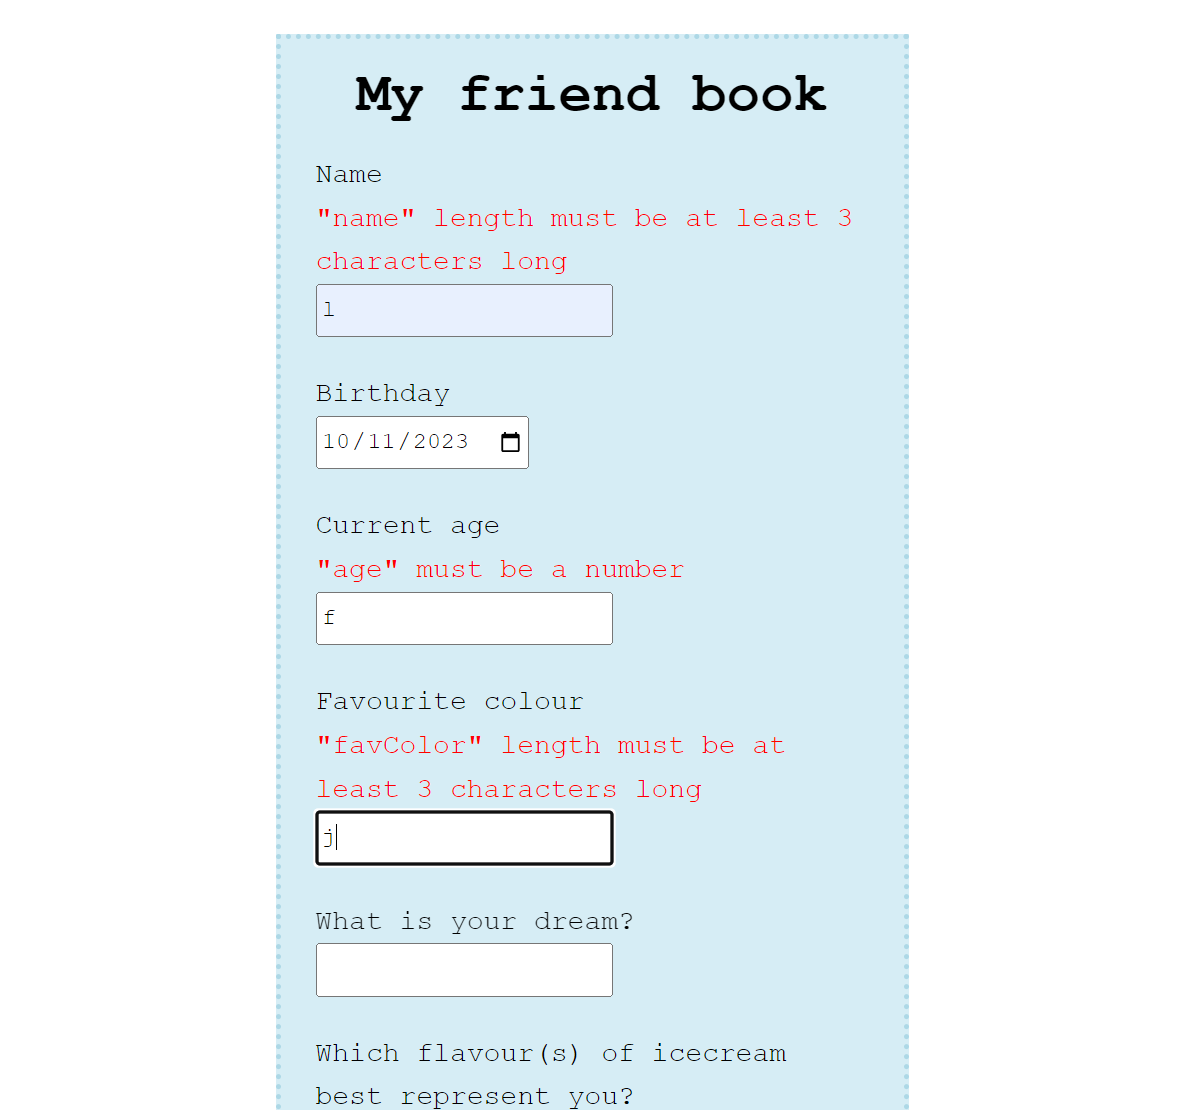 My friend book
Name
"name" length must be at least 3
characters long
l
Birthday
10/11/2023
Current age
"age" must be a number
f
Favourite colour
"favColor" length must be at
least 3 characters long
j
What is your dream?
Which flavour(s) of icecream
best represent you?